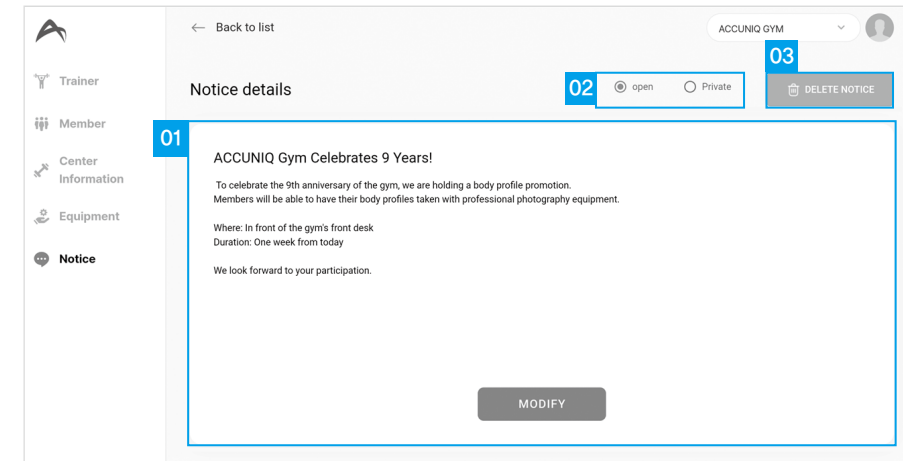 Back to list
ACCUNIQ GYM
03
Trainer
Notice details
02
open
Private
DELETE NOTICE
Member
01
Center
Information
Equipment
Notice
ACCUNIQ Gym Celebrates 9 Years!
To celebrate the 9th anniversary of the gym, we are holding a body profile promotion.
Members will be able to have their body profiles taken with professional photography equipment.
Where: In front of the gym's front desk
Duration: One week from today
We look forward to your participation.
MODIFY